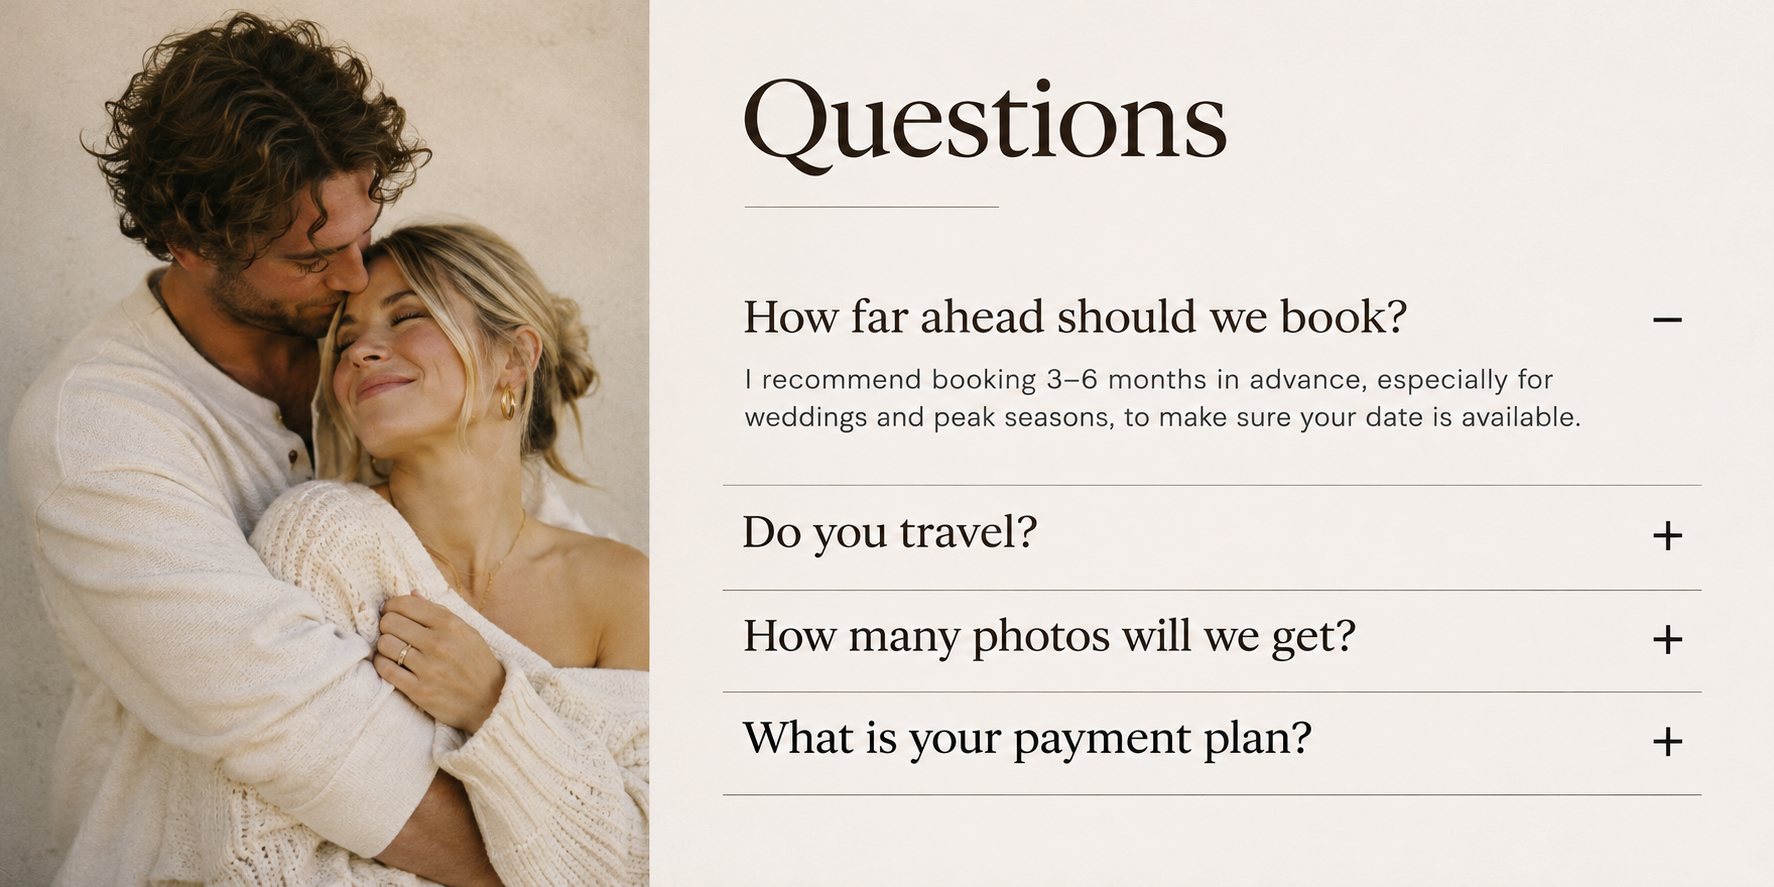 Questions
How far ahead should we book?
I recommend booking 3–6 months in advance, especially for
weddings and peak seasons, to make sure your date is available.
Do you travel?
How many photos will we get?
What is your payment plan?